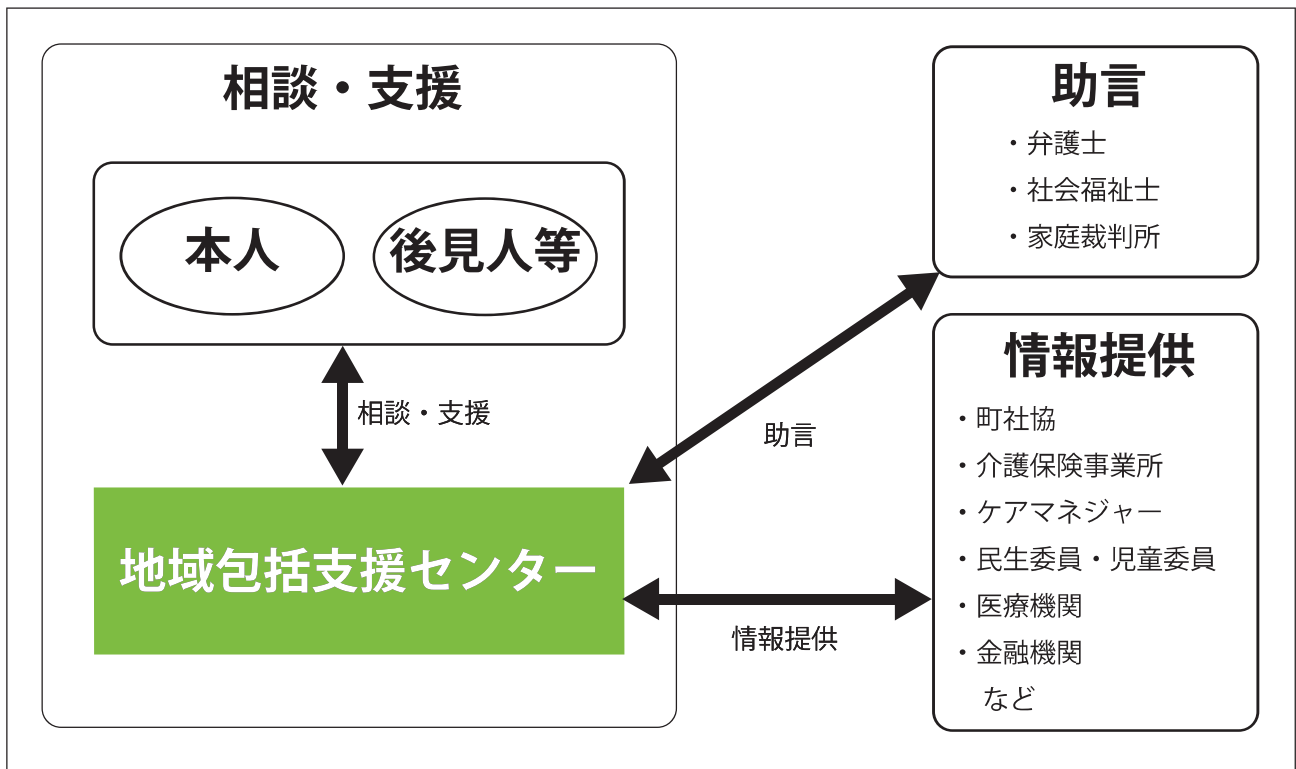 相談・支援
本人
後見人等
相談・支援
地域包括支援センター
助言
・弁護士
・社会福祉士
・家庭裁判所
助言
情報提供
・町社協
・介護保険事業所
・ケアマネジャー
・民生委員・児童委員
・医療機関
・金融機関
など
情報提供